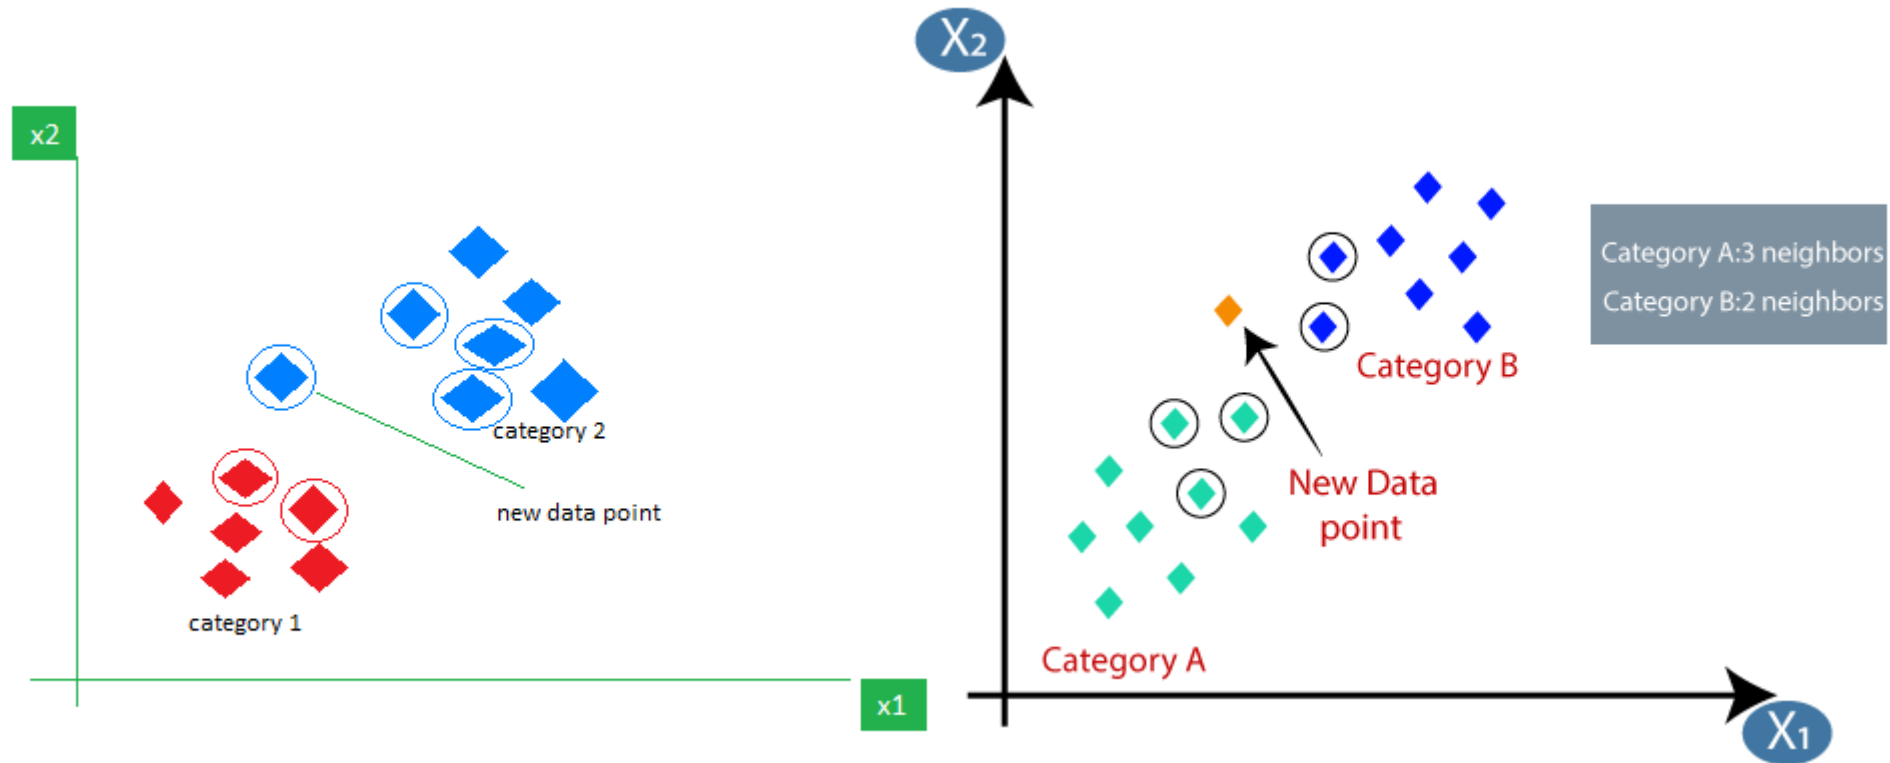 x2
category 2
new data point
category 1
x1
X2
Category A:3 neighbors
Category B:2 neighbors
Category B
New Data
point
Category A
X1